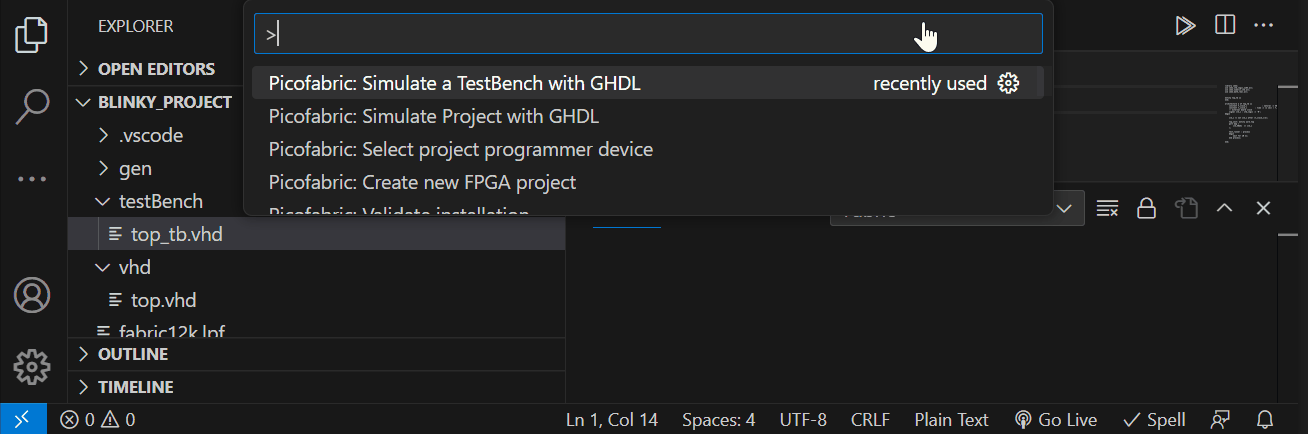 EXPLORER
>
Picofabric: Simulate a TestBench with GHDL recently used
Picofabric: Simulate Project with GHDL
Picofabric: Select project programmer device
Picofabric: Create new FPGA project
Picofabric: Validate installation
OPEN EDITORS
BLINKY_PROJECT
.vscode
gen
testBench
top_tb.vhd
vhd
top.vhd
fabric12k.lpf
OUTLINE
TIMELINE
0 0 Ln 1, Col 14 Spaces: 4 UTF-8 CRLF Plain Text Go Live Spell